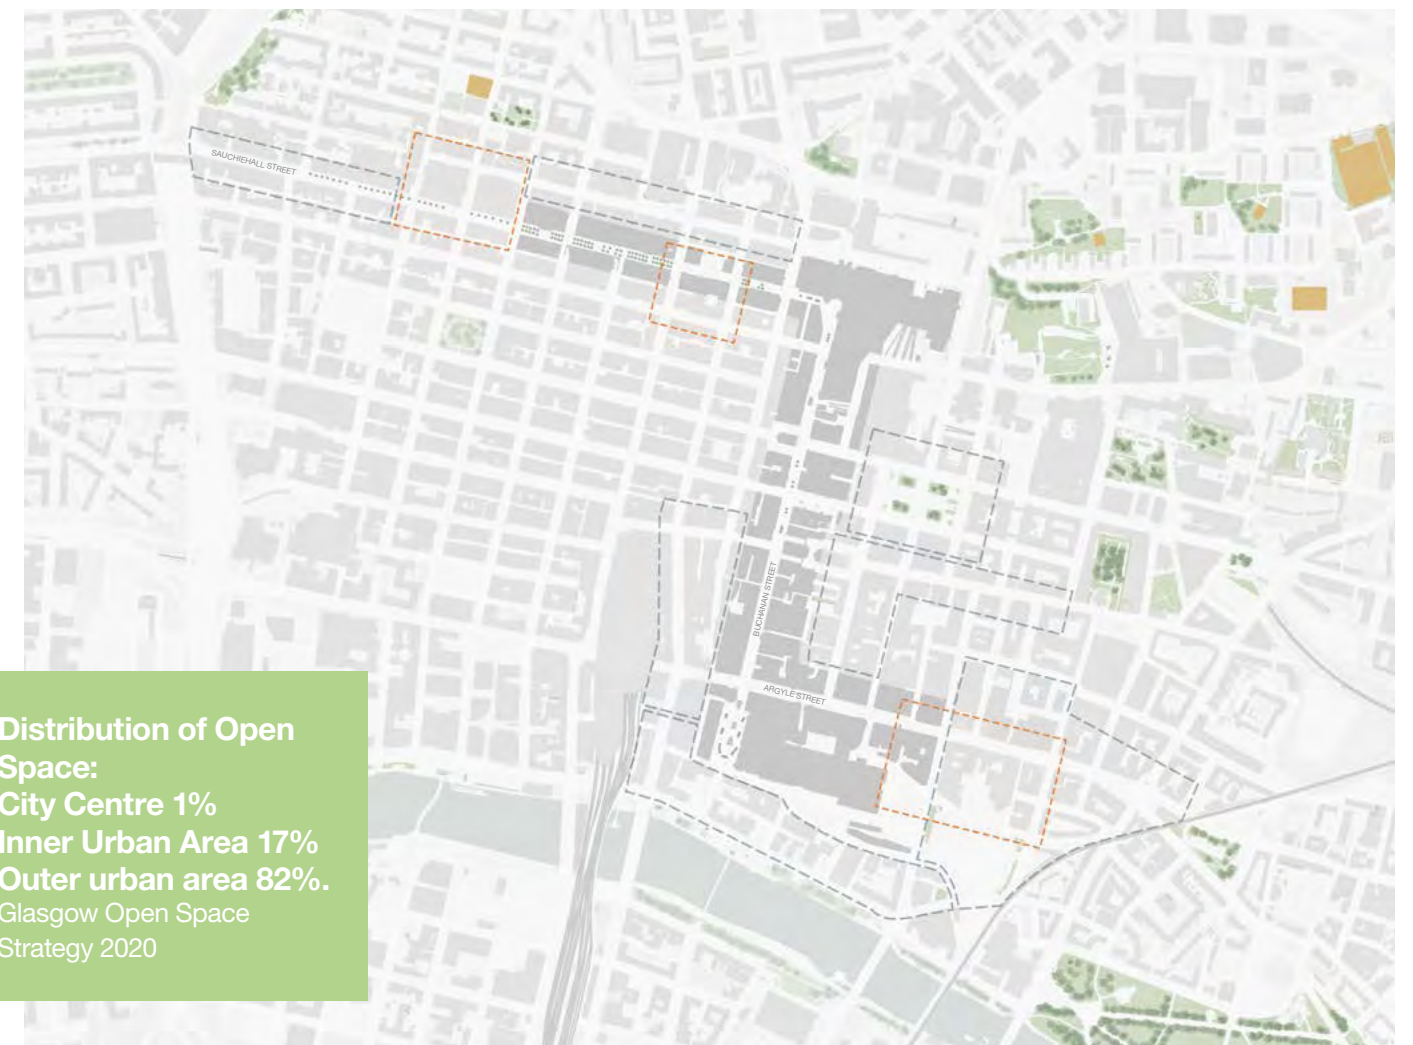 SAUCHIEHALL STREET
BUCHANAN STREET
ARGYLE STREET
Distribution of Open
Space:
City Centre 1%
Inner Urban Area 17%
Outer urban area 82%.
Glasgow Open Space
Strategy 2020